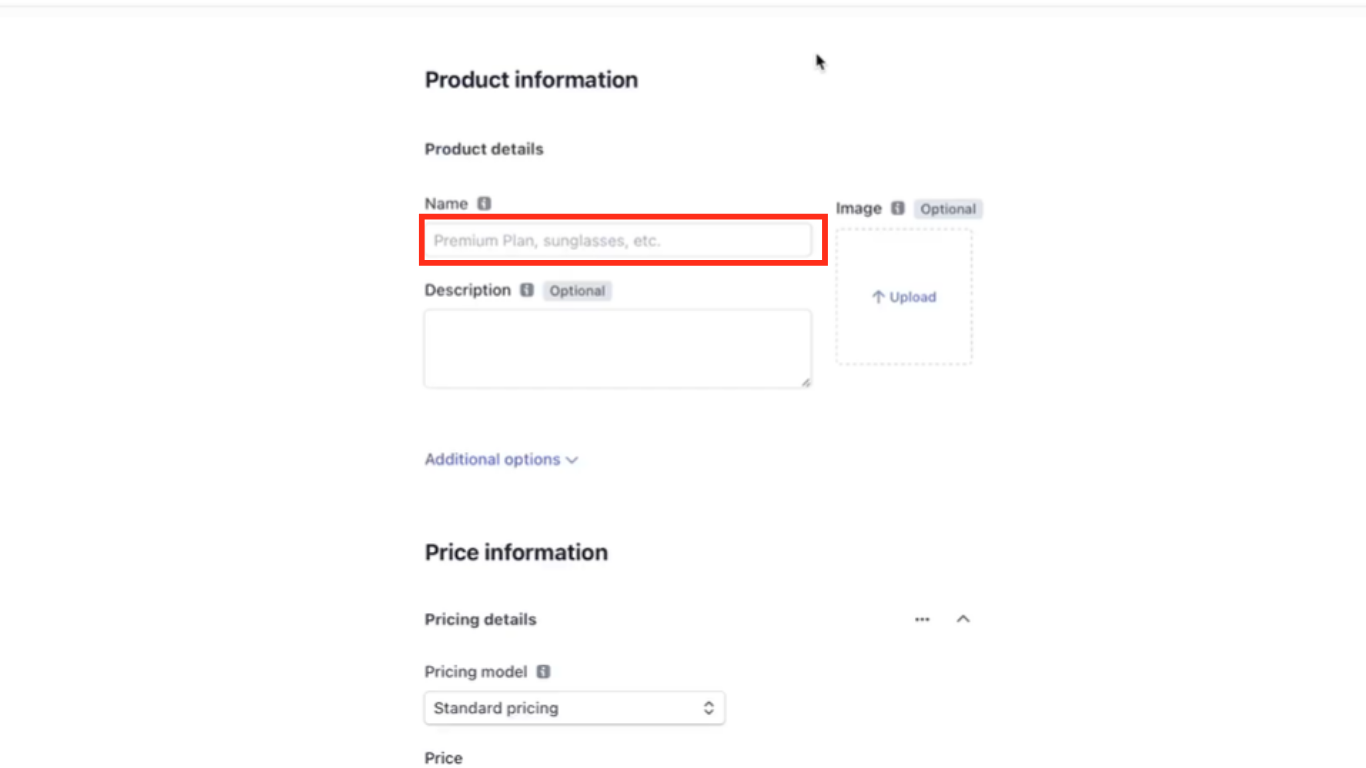 Product information
Product details
Name
Premium Plan, sunglasses, etc.
Image Optional
Upload
Description Optional
Additional options
Price information
Pricing details
Pricing model
Standard pricing
Price